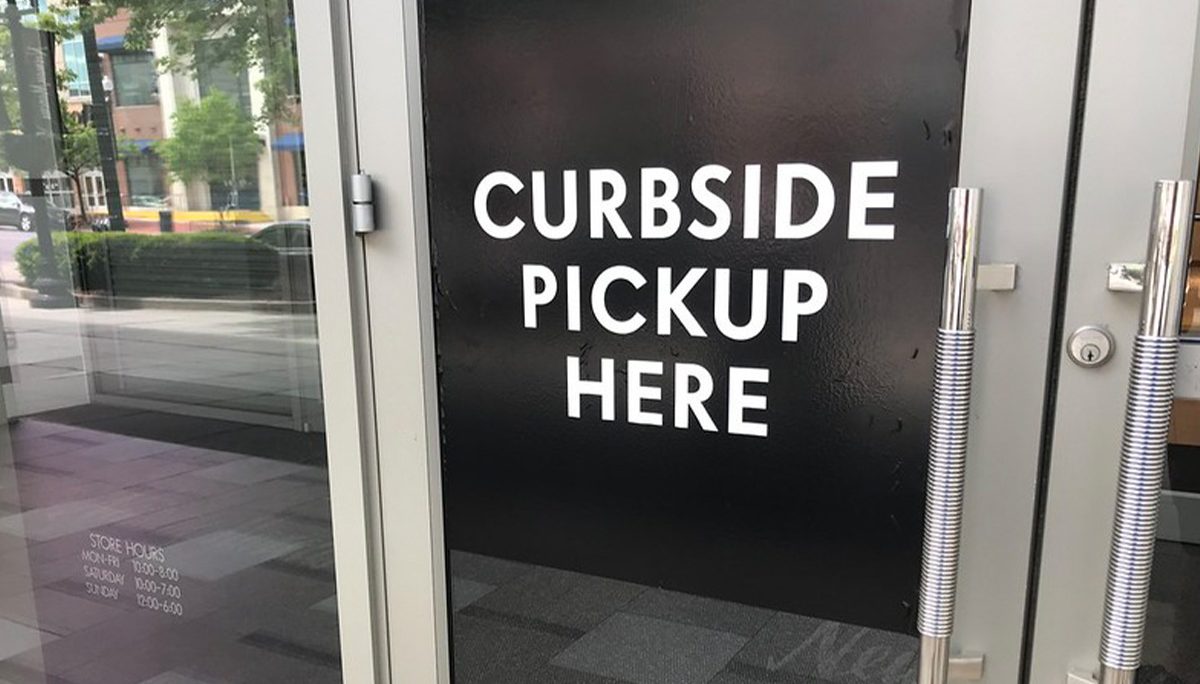 CURBSIDE
PICKUP
HERE
STORE HOURS
MON-FRI 10:00-8:00
SATURDAY 10:00-7:00
SUNDAY 12:00-6:00